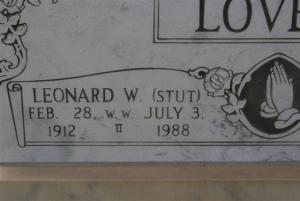 LOVE
LEONARD W. (STUT)
FEB. 28, W.W. JULY 3,
1912 II 1988